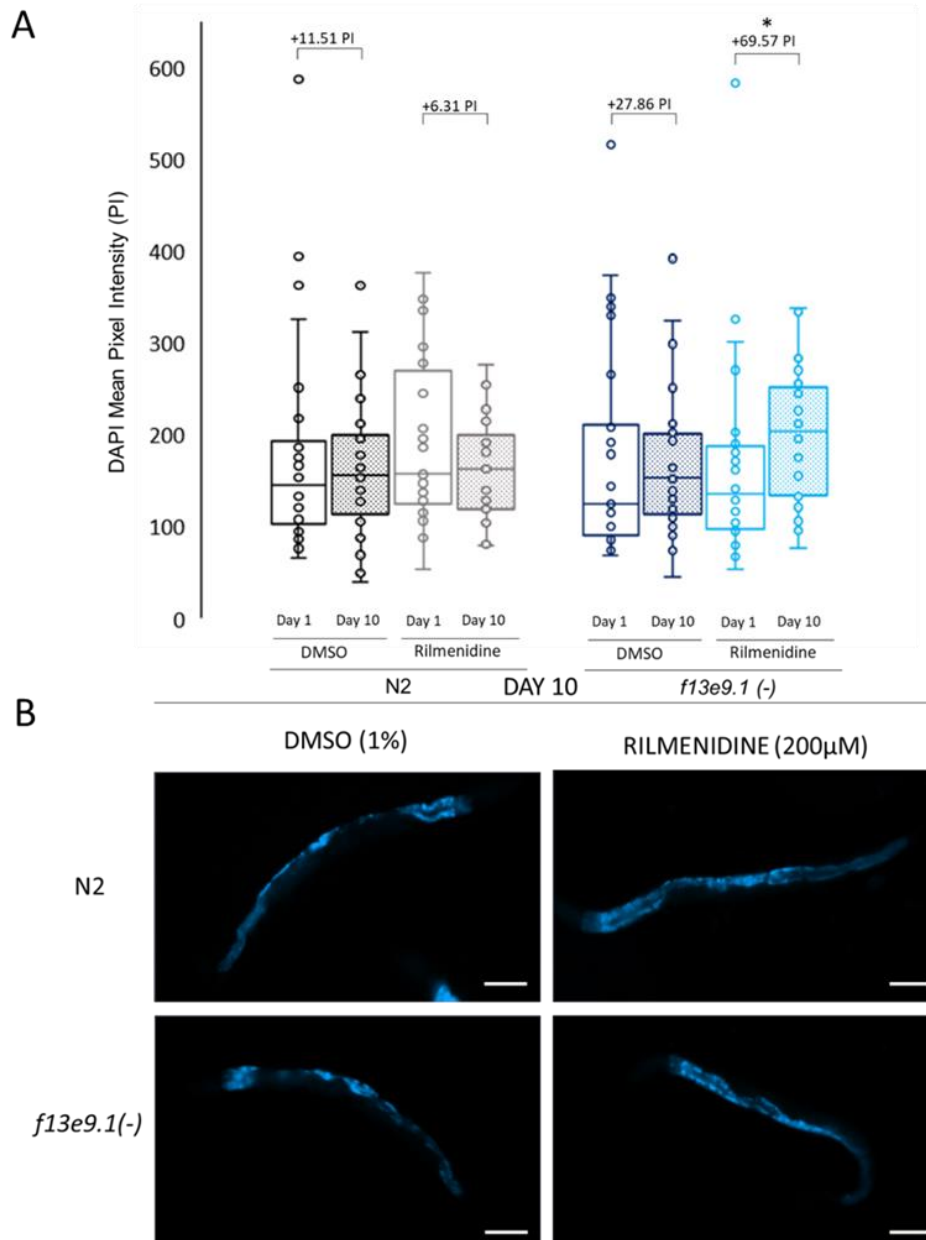 A
DAPI Mean Pixel Intensity (PI)
600
500
400
300
200
100
0
+11.51 PI
+6.31 PI
+27.86 PI
*
+69.57 PI
Day 1 Day 10 Day 1 Day 10 Day 1 Day 10 Day 1 Day 10
DMSO Rilmenidine DMSO Rilmenidine
N2 DAY 10 f13e9.1 (-)
B
DMSO (1%) RILMENIDINE (200µM)
N2
f13e9.1(-)